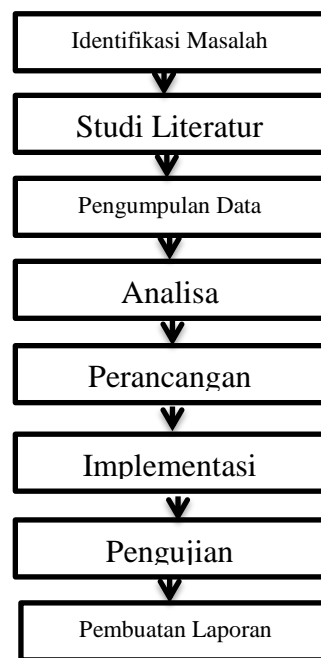 Identifikasi Masalah
Studi Literatur
Pengumpulan Data
Analisa
Perancangan
Implementasi
Pengujian
Pembuatan Laporan